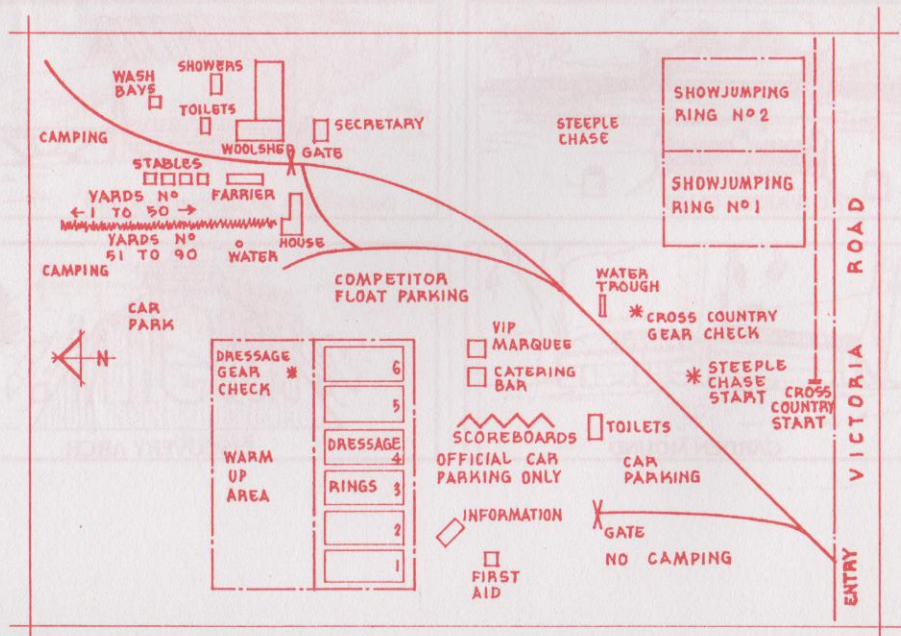 SHOWERS
WASH
BAYS
TOILETS
CAMPING
WOOLSHED
GATE
SECRETARY
STEEPLE
CHASE
SHOWJUMPING
RING Nº2
SHOWJUMPING
RING Nº1
STABLES
FARRIER
YARDS Nº
← 1 TO 50 →
YARDS Nº
51 TO 90
WATER
HOUSE
CAMPING
COMPETITOR
FLOAT PARKING
WATER
TROUGH
CROSS COUNTRY
GEAR CHECK
CAR
PARK
N
VIP
MARQUEE
CATERING
BAR
STEEPLE
CHASE
START
CROSS
COUNTRY
START
DRESSAGE
GEAR
CHECK
6
5
DRESSAGE
4
RINGS 3
2
1
WARM
UP
AREA
SCOREBOARDS
OFFICIAL CAR
PARKING ONLY
TOILETS
CAR
PARKING
INFORMATION
GATE
NO CAMPING
FIRST
AID
ENTRY
VICTORIA ROAD